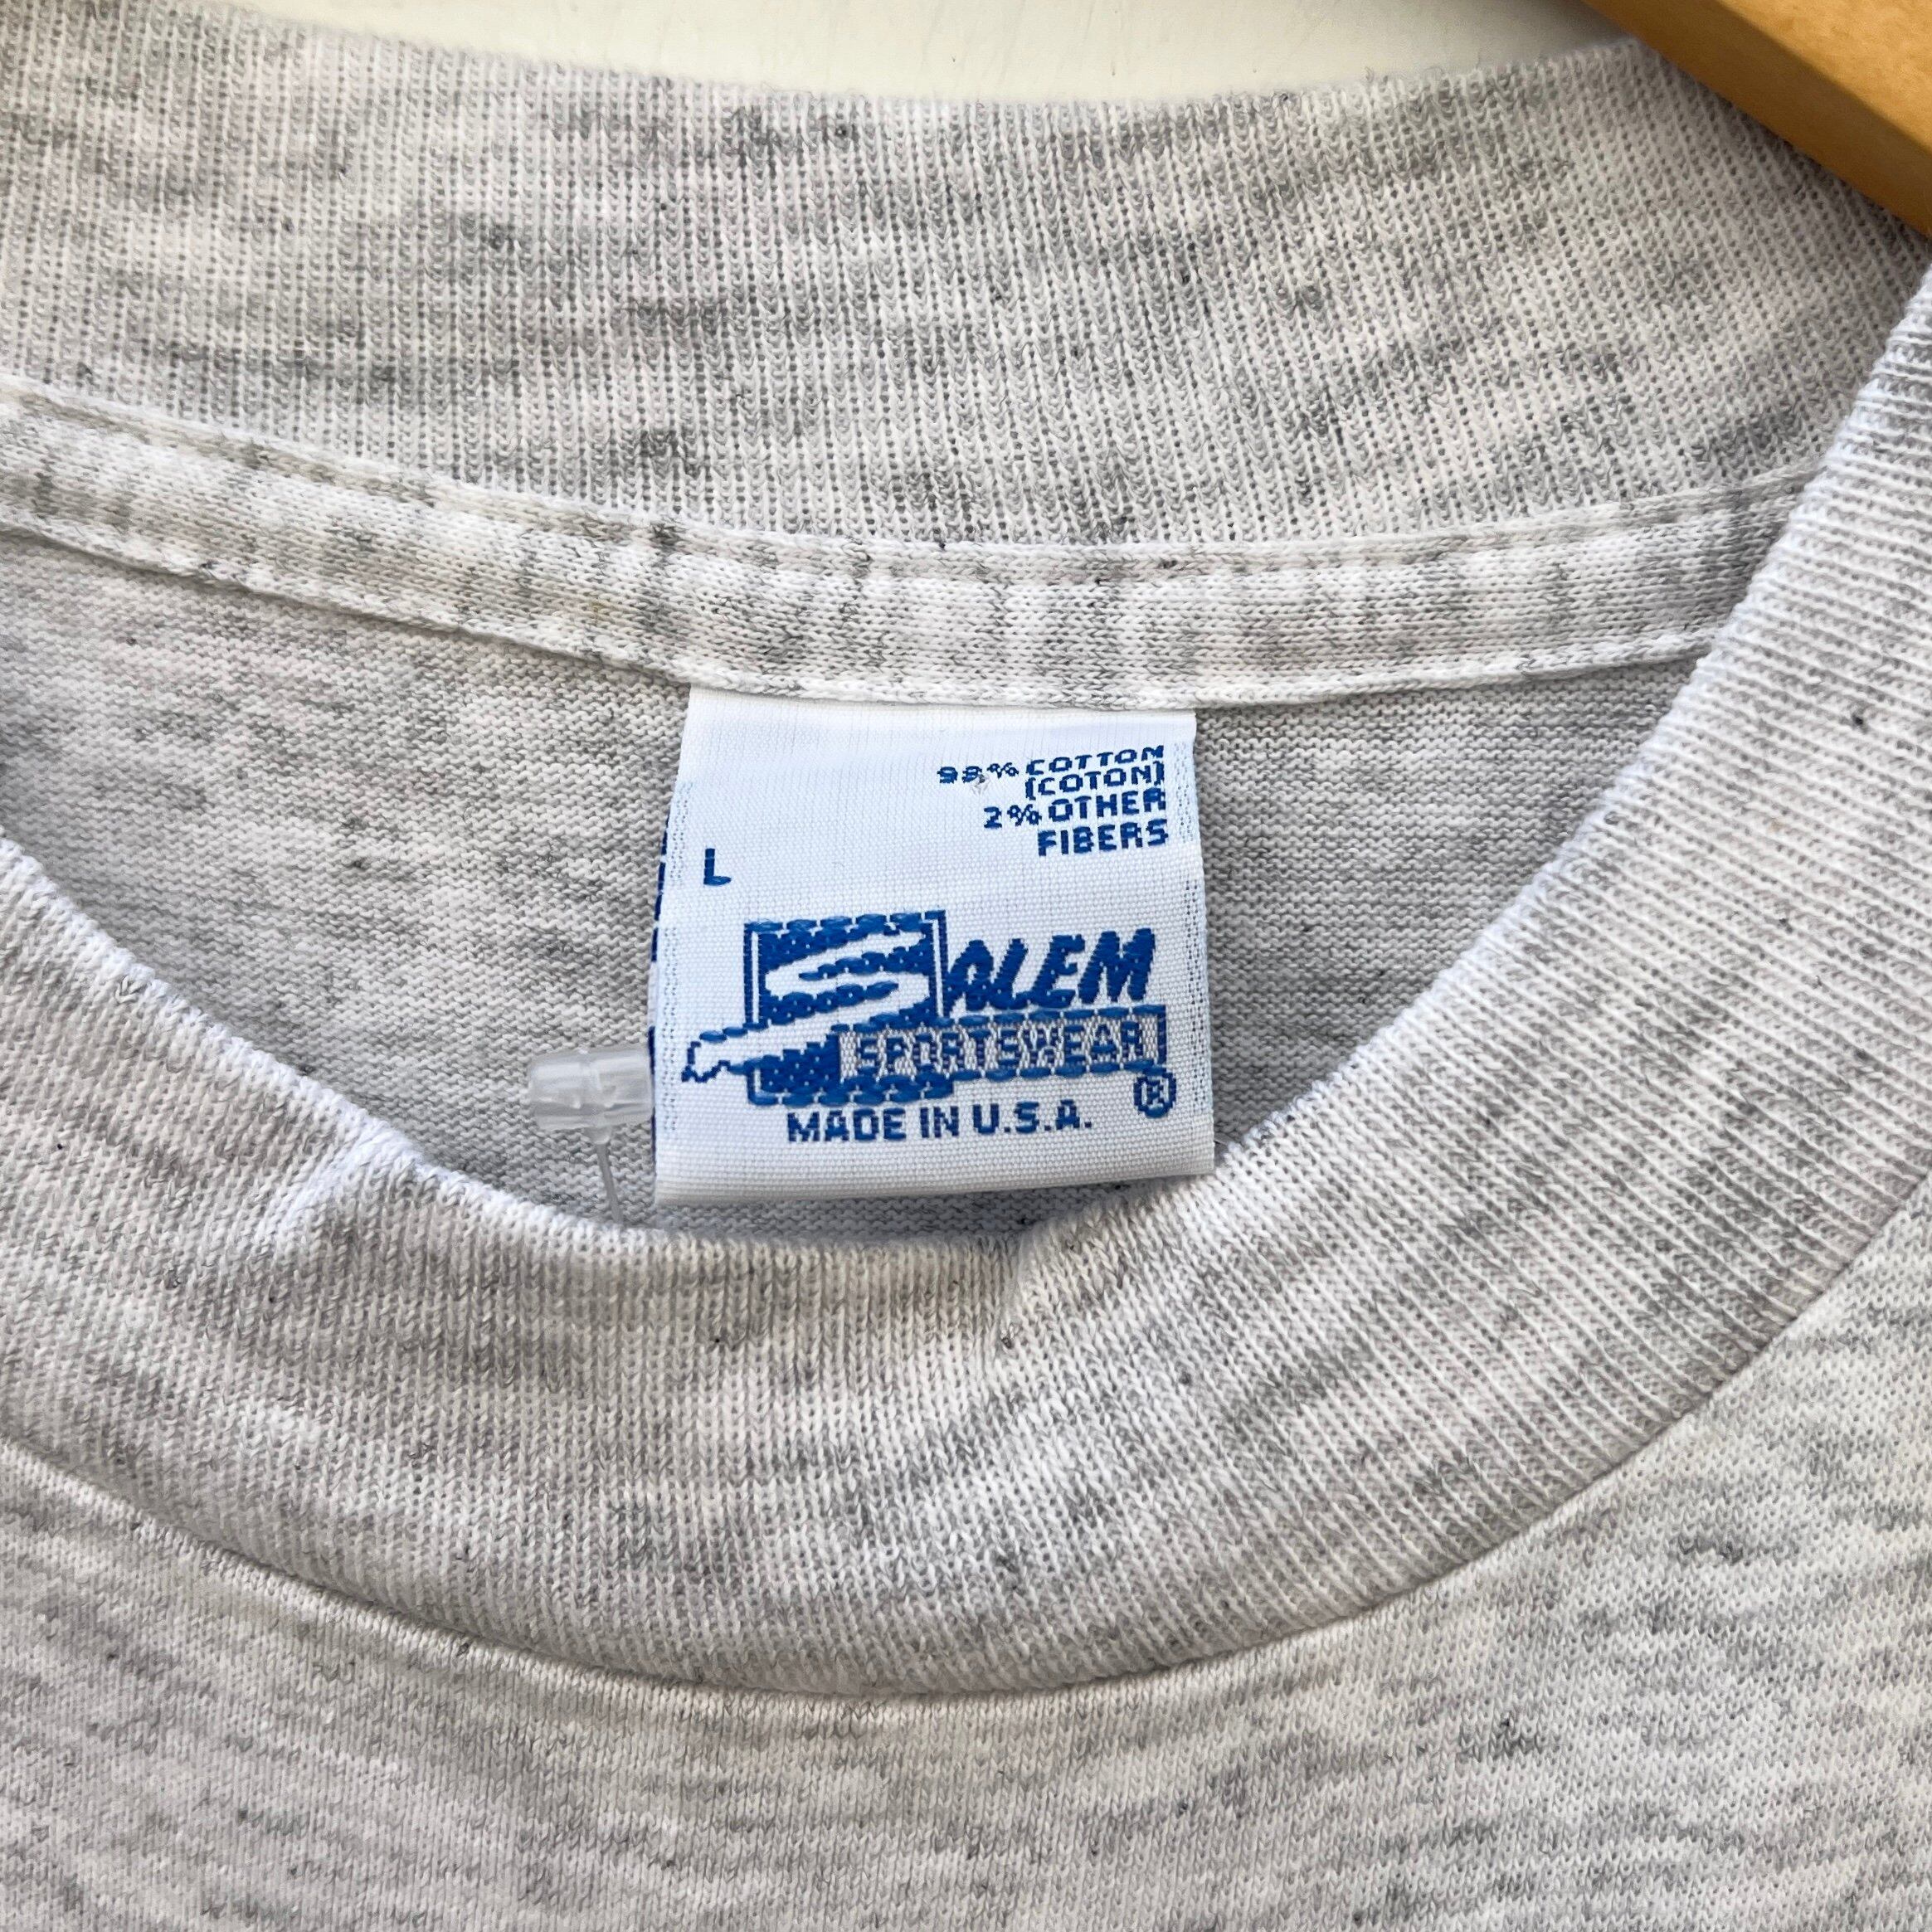 98% COTTON
(COTON)
2% OTHER
FIBERS
L
SALEM
SPORTSWEAR
®
MADE IN U.S.A.